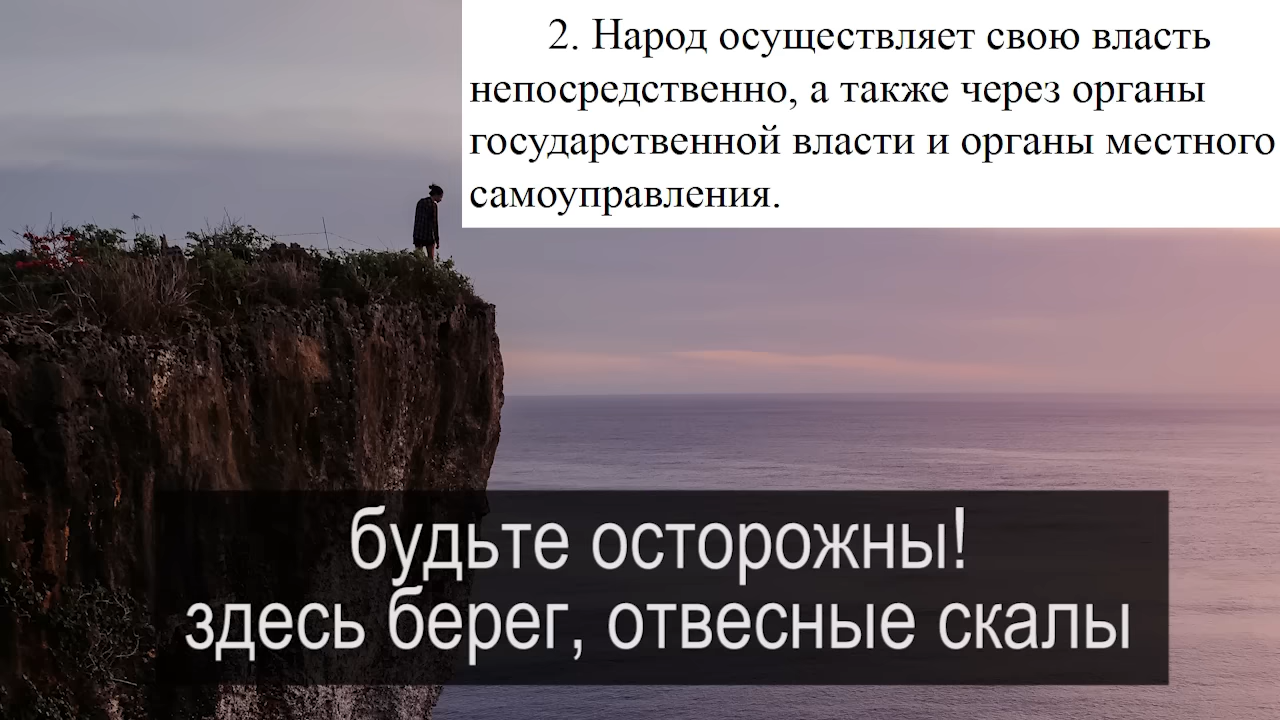 2. Народ осуществляет свою власть
непосредственно, а также через органы
государственной власти и органы местного
самоуправления.
будьте осторожны!
здесь берег, отвесные скалы